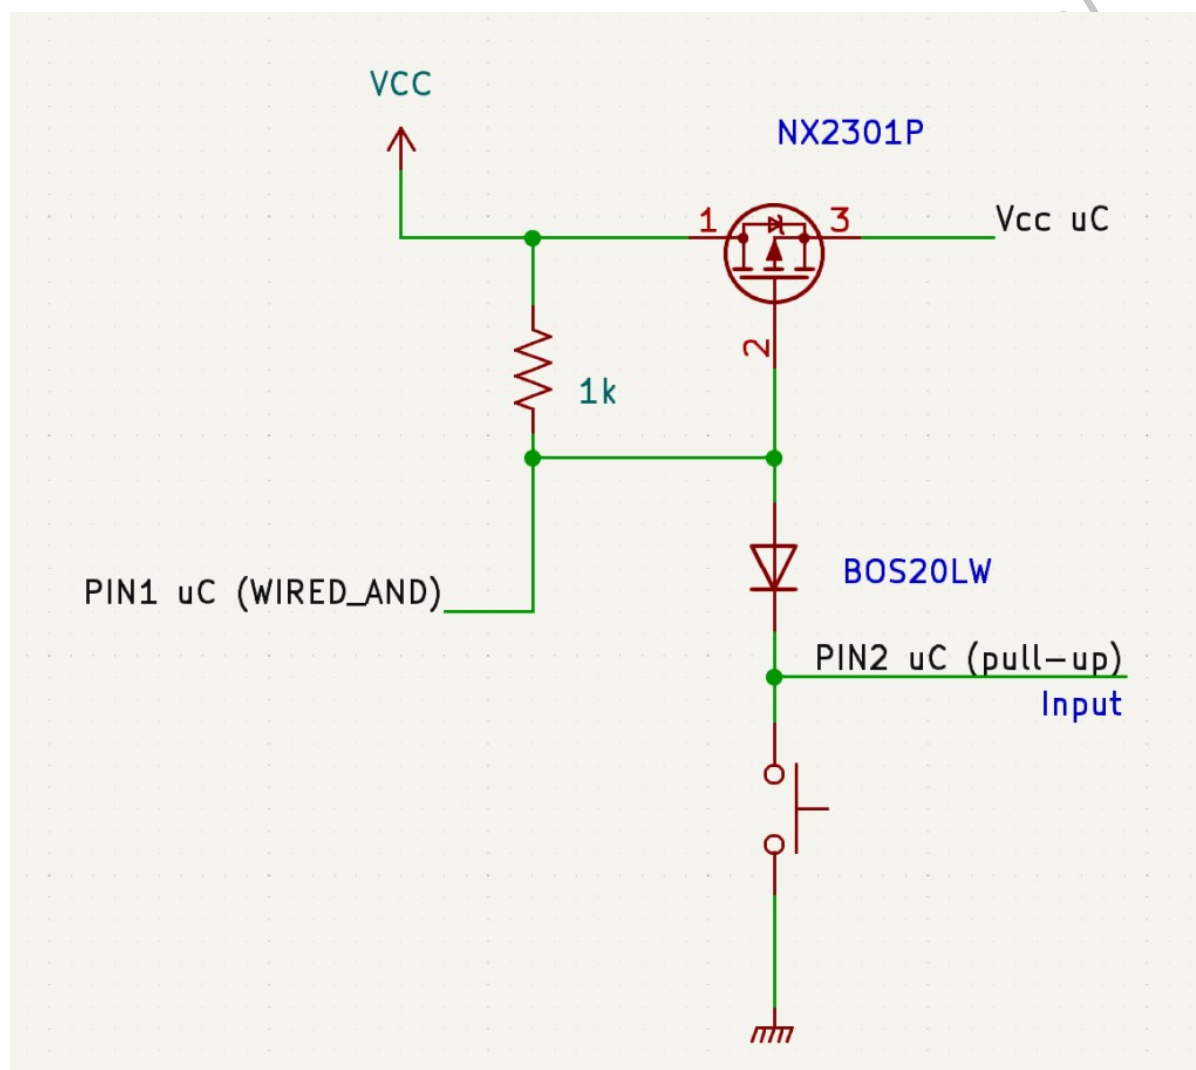 VCC
NX2301P
1
3
Vcc uC
2
1k
PIN1 uC (WIRED_AND)
BOS20LW
PIN2 uC (pull-up)
Input